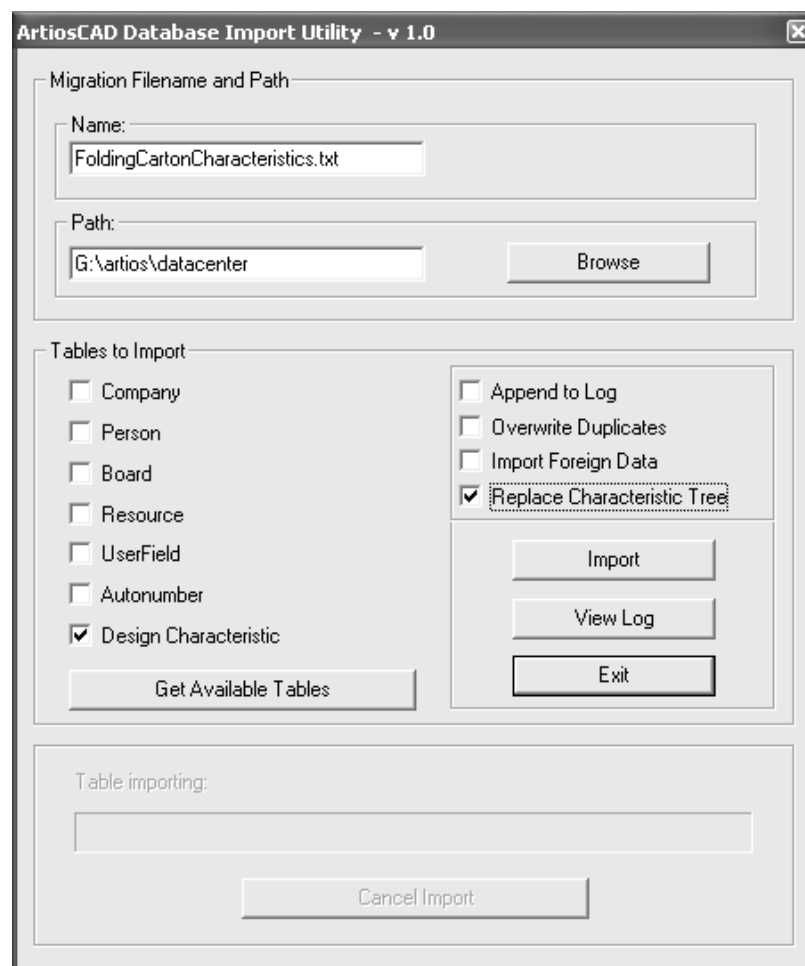 ArtiosCAD Database Import Utility - v 1.0
Migration Filename and Path
Name:
FoldingCartonCharacteristics.txt
Path:
G:\artios\datacenter
Browse
Tables to Import
Company
Person
Board
Resource
UserField
Autonumber
Design Characteristic
Get Available Tables
Append to Log
Overwrite Duplicates
Import Foreign Data
Replace Characteristic Tree
Import
View Log
Exit
Table importing:
Cancel Import